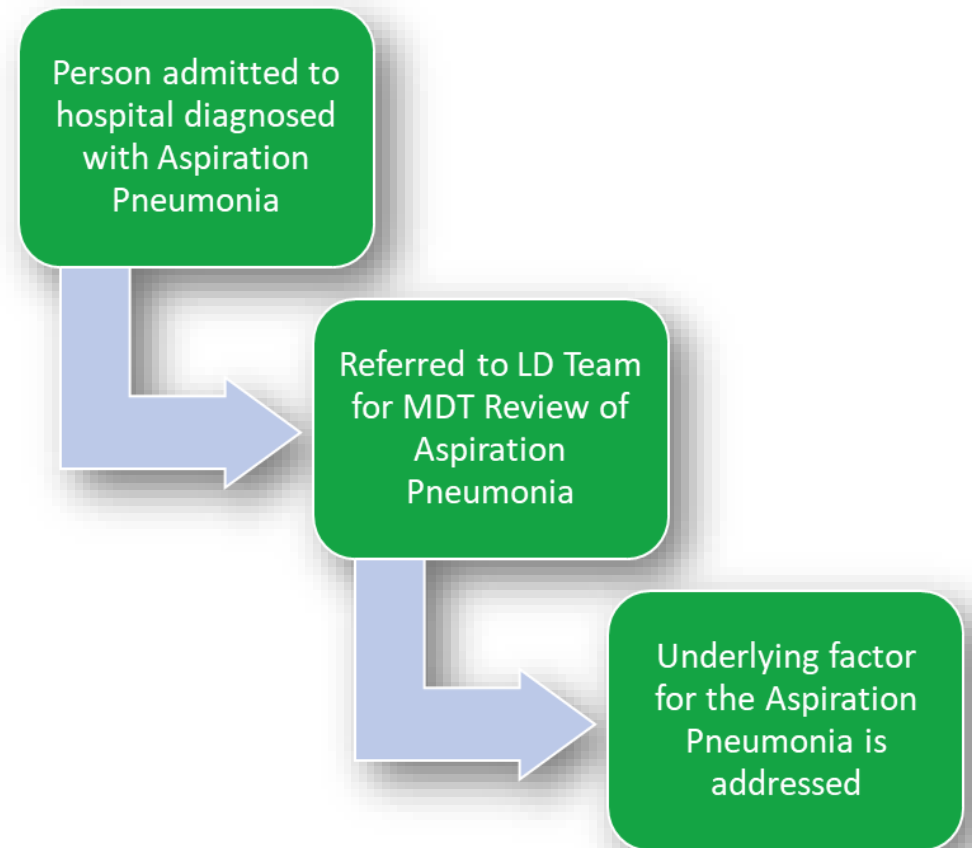 Person admitted to
hospital diagnosed
with Aspiration
Pneumonia
Referred to LD Team
for MDT Review of
Aspiration
Pneumonia
Underlying factor
for the Aspiration
Pneumonia is
addressed